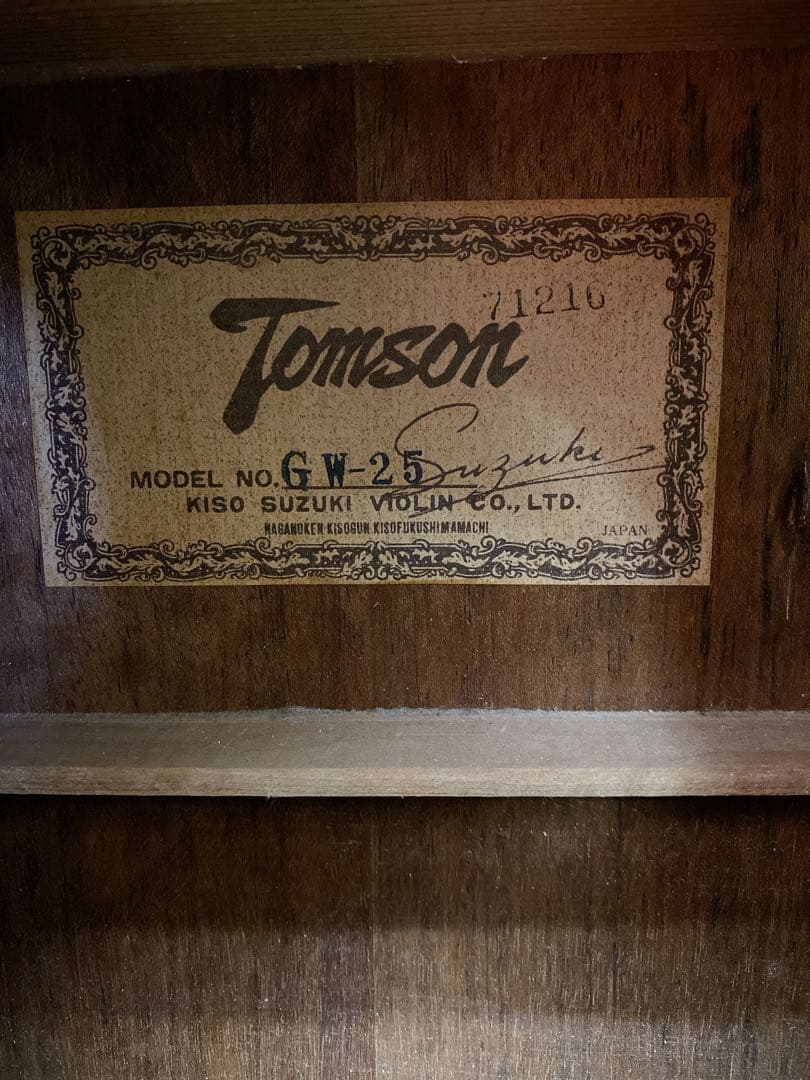 71216
Tomson
Suzuki
MODEL NO. GW-25
KISO SUZUKI VIOLIN CO., LTD.
NAGANOKEN KISOGUN KISOFUKUSHIMAMACHI
JAPAN